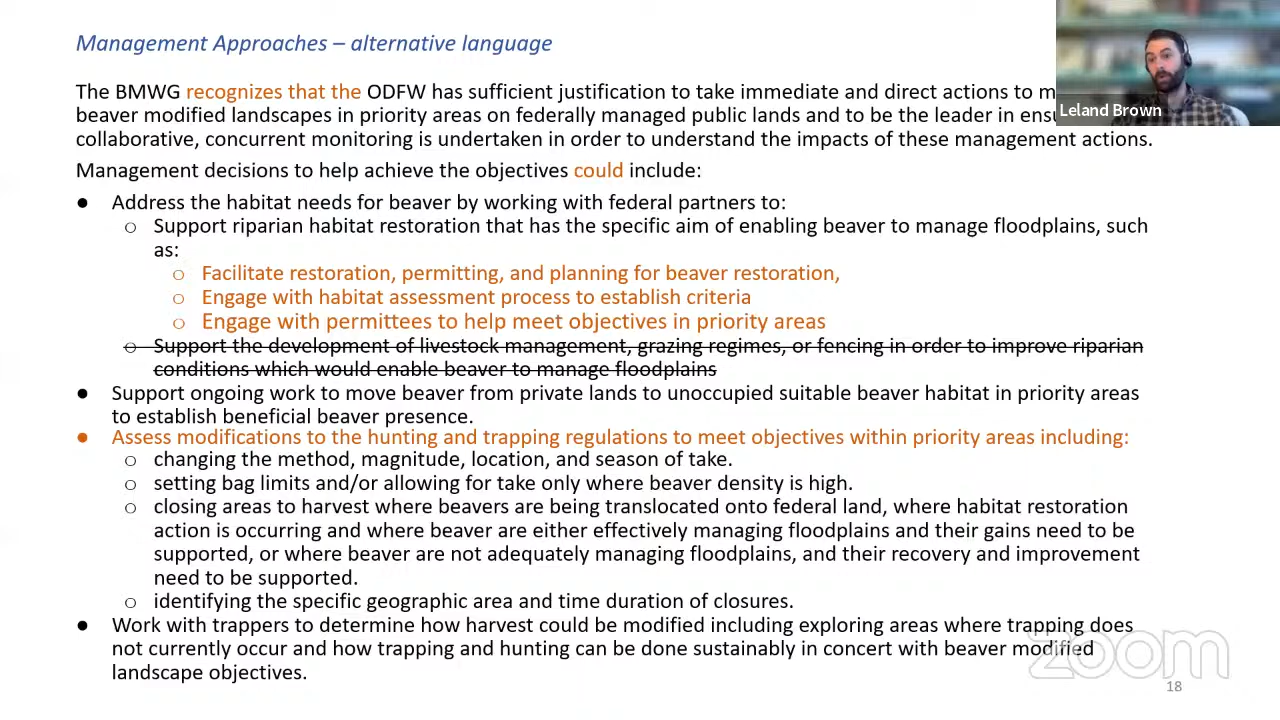 Management Approaches – alternative language
The BMWG recognizes that the ODFW has sufficient justification to take immediate and direct actions to m
beaver modified landscapes in priority areas on federally managed public lands and to be the leader in ensu
collaborative, concurrent monitoring is undertaken in order to understand the impacts of these management actions.
Leland Brown
Management decisions to help achieve the objectives could include:
● Address the habitat needs for beaver by working with federal partners to:
○ Support riparian habitat restoration that has the specific aim of enabling beaver to manage floodplains, such
as:
○ Facilitate restoration, permitting, and planning for beaver restoration,
○ Engage with habitat assessment process to establish criteria
○ Engage with permittees to help meet objectives in priority areas
○ Support the development of livestock management, grazing regimes, or fencing in order to improve riparian
conditions which would enable beaver to manage floodplains
● Support ongoing work to move beaver from private lands to unoccupied suitable beaver habitat in priority areas
to establish beneficial beaver presence.
● Assess modifications to the hunting and trapping regulations to meet objectives within priority areas including:
○ changing the method, magnitude, location, and season of take.
○ setting bag limits and/or allowing for take only where beaver density is high.
○ closing areas to harvest where beavers are being translocated onto federal land, where habitat restoration
action is occurring and where beaver are either effectively managing floodplains and their gains need to be
supported, or where beaver are not adequately managing floodplains, and their recovery and improvement
need to be supported.
○ identifying the specific geographic area and time duration of closures.
● Work with trappers to determine how harvest could be modified including exploring areas where trapping does
not currently occur and how trapping and hunting can be done sustainably in concert with beaver modified
landscape objectives.
zoom
18